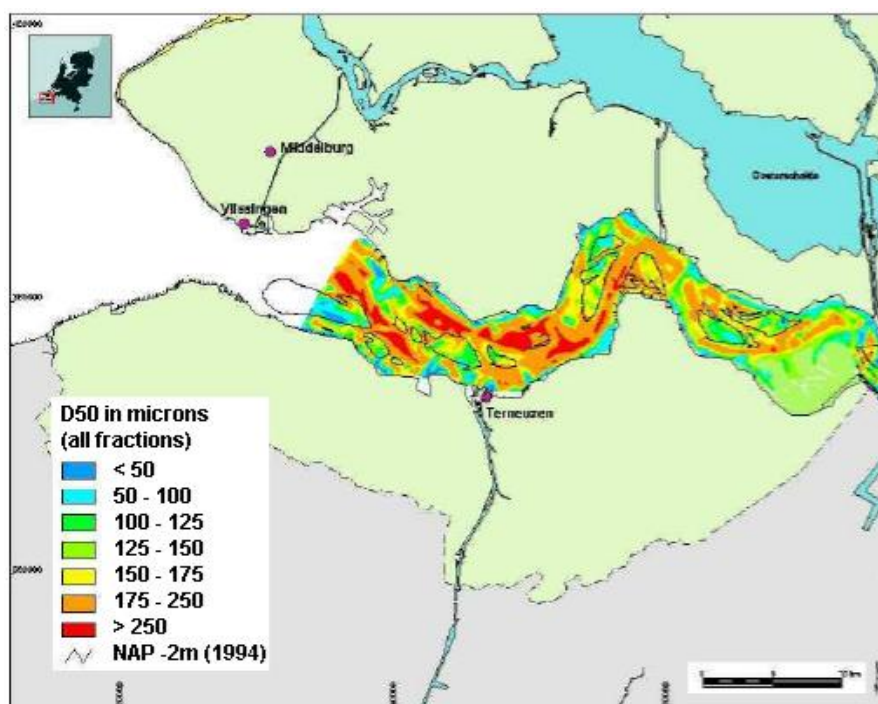 Middelburg
Vlissingen
Oosterschelde
Terneuzen
D50 in microns
(all fractions)
< 50
50 - 100
100 - 125
125 - 150
150 - 175
175 - 250
> 250
NAP -2m (1994)